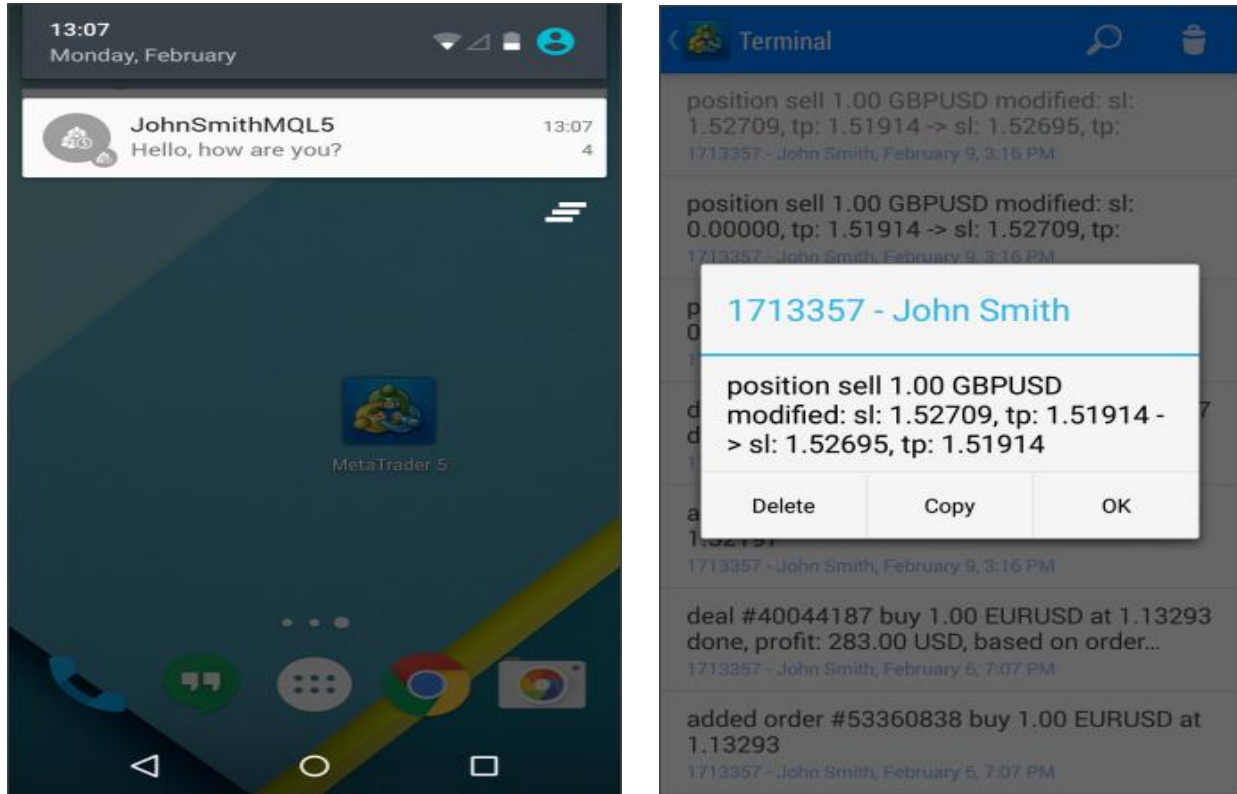 13:07
Monday, February
JohnSmithMQL5
13:07
Hello, how are you?
4
MetaTrader 5
Terminal
position sell 1.00 GBPUSD modified: sl:
1.52709, tp: 1.51914 -> sl: 1.52695, tp:
1713357 - John Smith, February 9, 3:16 PM
position sell 1.00 GBPUSD modified: sl:
0.00000, tp: 1.51914 -> sl: 1.52709, tp:
1713357 - John Smith, February 9, 3:16 PM
1713357 - John Smith
position sell 1.00 GBPUSD
modified: sl: 1.52709, tp: 1.51914 -
> sl: 1.52695, tp: 1.51914
Delete
Copy
OK
1713357 - John Smith, February 9, 3:16 PM
deal #40044187 buy 1.00 EURUSD at 1.13293
done, profit: 283.00 USD, based on order...
1713357 - John Smith, February 6, 7:07 PM
added order #53360838 buy 1.00 EURUSD at
1.13293
1713357 - John Smith, February 6, 7:07 PM